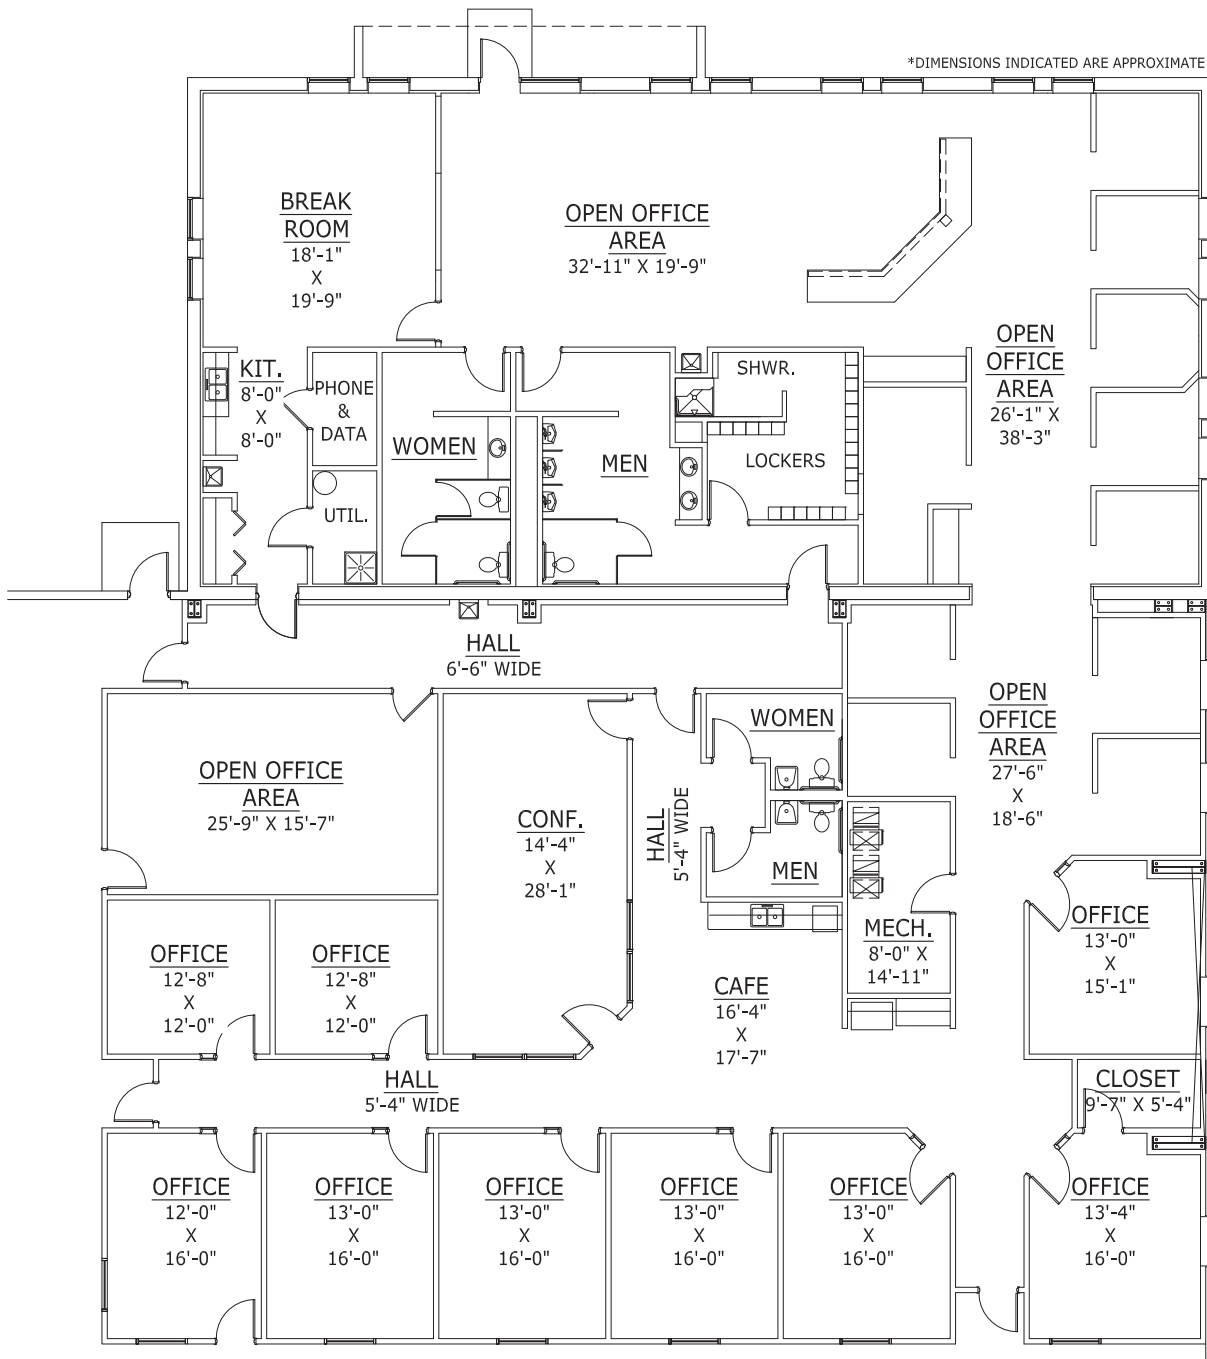 *DIMENSIONS INDICATED ARE APPROXIMATE
BREAK
ROOM
18'-1"
X
19'-9"
OPEN OFFICE
AREA
32'-11" X 19'-9"
OPEN
OFFICE
AREA
26'-1" X
38'-3"
KIT.
8'-0"
X
8'-0"
PHONE
&
DATA
UTIL.
WOMEN
MEN
SHWR.
LOCKERS
HALL
6'-6" WIDE
OPEN OFFICE
AREA
25'-9" X 15'-7"
CONF.
14'-4"
X
28'-1"
HALL
5'-4" WIDE
WOMEN
MEN
OPEN
OFFICE
AREA
27'-6"
X
18'-6"
MECH.
8'-0" X
14'-11"
OFFICE
13'-0"
X
15'-1"
OFFICE
12'-8"
X
12'-0"
OFFICE
12'-8"
X
12'-0"
CAFE
16'-4"
X
17'-7"
HALL
5'-4" WIDE
CLOSET
9'-7" X 5'-4"
OFFICE
12'-0"
X
16'-0"
OFFICE
13'-0"
X
16'-0"
OFFICE
13'-0"
X
16'-0"
OFFICE
13'-0"
X
16'-0"
OFFICE
13'-0"
X
16'-0"
OFFICE
13'-4"
X
16'-0"